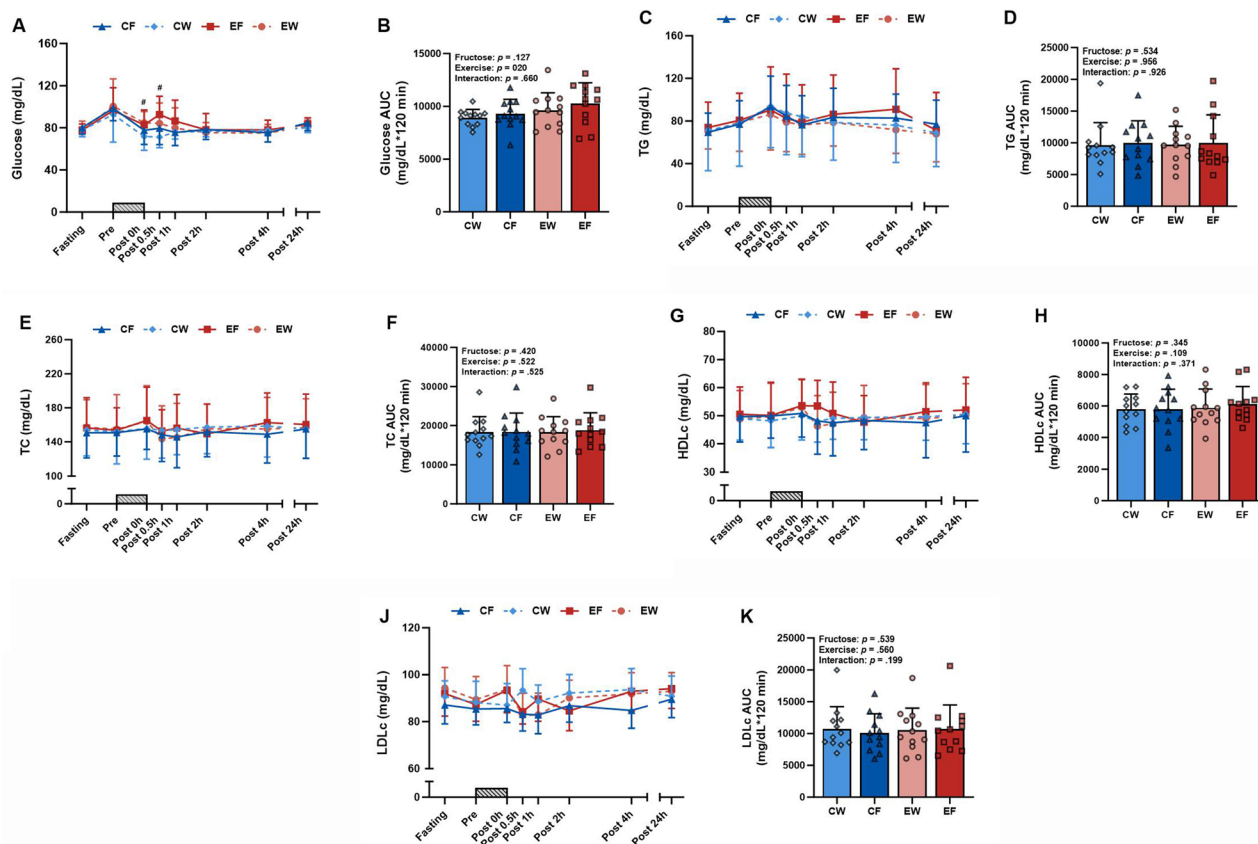 A
CF CW EF EW
Glucose (mg/dL)
160
120
80
40
0
# #
Fasting
Pre
Post 0h
Post 0.5h
Post 1h
Post 2h
Post 4h
Post 24h
B
Fructose: p = .127
Exercise: p = 020
Interaction: p = .660
Glucose AUC
(mg/dL*120 min)
15000
10000
5000
0
CW CF EW EF
C
CF CW EF EW
TG (mg/dL)
160
120
80
40
0
Fasting
Pre
Post 0h
Post 0.5h
Post 1h
Post 2h
Post 4h
Post 24h
D
Fructose: p = .534
Exercise: p = .956
Interaction: p = .926
TG AUC
(mg/dL*120 min)
25000
20000
15000
10000
5000
0
CW CF EW EF
E
CF CW EF EW
TC (mg/dL)
260
220
180
140
100
0
Fasting
Pre
Post 0h
Post 0.5h
Post 1h
Post 2h
Post 4h
Post 24h
F
Fructose: p = .420
Exercise: p = .522
Interaction: p = .525
TC AUC
(mg/dL*120 min)
40000
30000
20000
10000
0
CW CF EW EF
G
CF CW EF EW
HDLc (mg/dL)
80
70
60
50
40
30
0
Fasting
Pre
Post 0h
Post 0.5h
Post 1h
Post 2h
Post 4h
Post 24h
H
Fructose: p = .345
Exercise: p = .109
Interaction: p = .371
HDLc AUC
(mg/dL*120 min)
10000
8000
6000
4000
2000
0
CW CF EW EF
J
CF CW EF EW
LDLc (mg/dL)
120
100
80
60
0
Fasting
Pre
Post 0h
Post 0.5h
Post 1h
Post 2h
Post 4h
Post 24h
K
Fructose: p = .539
Exercise: p = .560
Interaction: p = .199
LDLc AUC
(mg/dL*120 min)
25000
20000
15000
10000
5000
0
CW CF EW EF